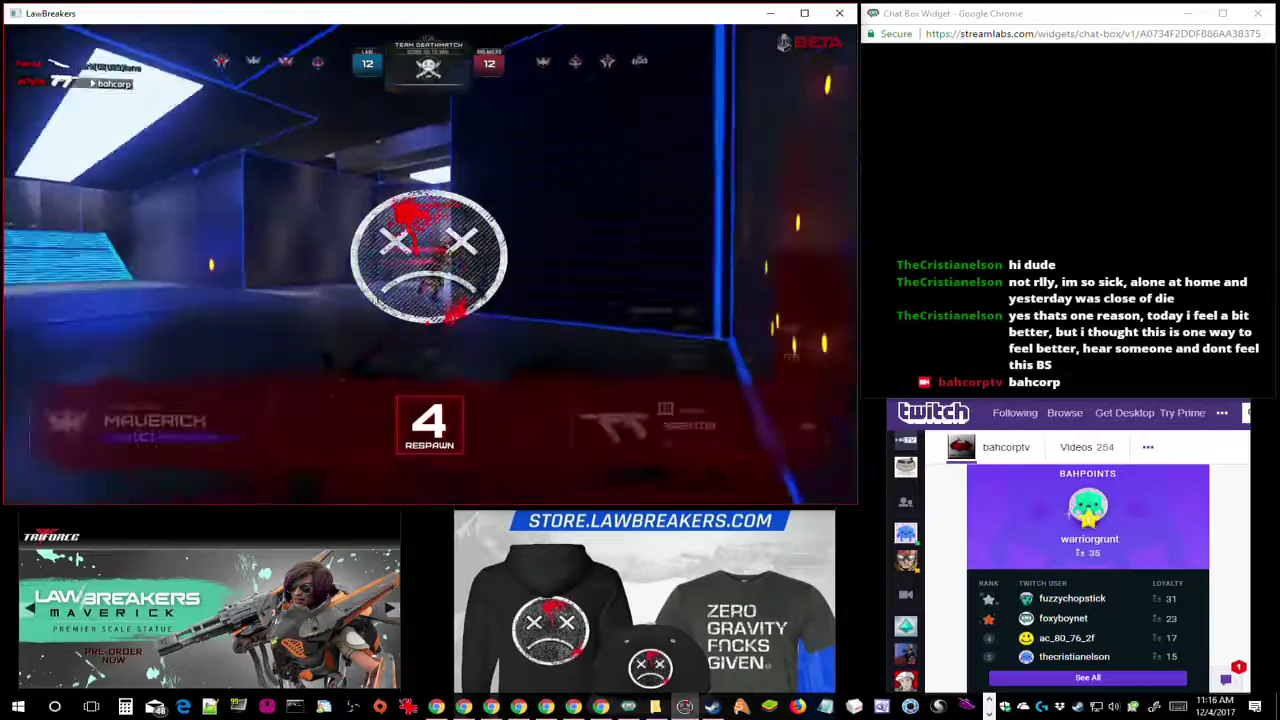 LawBreakers
Chat Box Widget - Google Chrome
Secure | https://streamlabs.com/widgets/chat-box/v1/A0734F2DDFB86AA38375
TEAM DEATHMATCH
LAW
12
BREAKERS
12
BETA
bahcorp
TheCristianelson hi dude
TheCristianelson not rlly, im so sick, alone at home and
yesterday was close of die
TheCristianelson yes thats one reason, today i feel a bit
better, but i thought this is one way to
feel better, hear someone and dont feel
this BS
bahcorptv bahcorp
MAVERICK
4
RESPAWN
twitch Following Browse Get Desktop Try Prime
bahcorptv Videos 254
BAHPOINTS
warriorgrunt
35
RANK TWITCH USER LOYALTY
fuzzychopstick 31
foxyboynet 23
4 ac_80_76_2f 17
5 thecristianelson 15
See All
1
TRIFORCE
LAWBREAKERS
MAVERICK
PREMIER SCALE STATUE
PRE-ORDER
NOW
STORE.LAWBREAKERS.COM
ZERO
GRAVITY
FXCKS
GIVEN
48
11:16 AM
12/4/2017